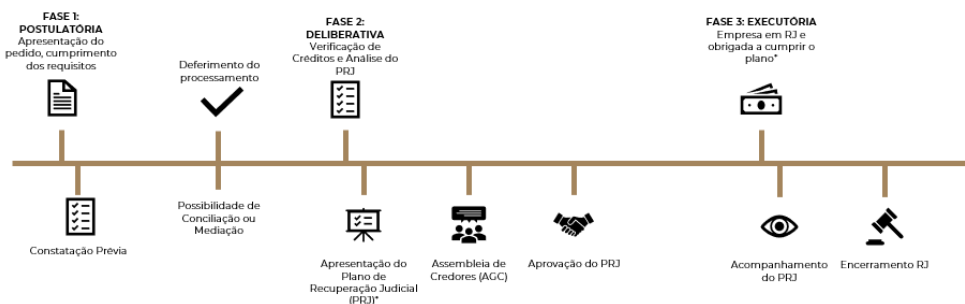 FASE 1:
POSTULATÓRIA
Apresentação do
pedido, cumprimento
dos requisitos
Deferimento do
processamento
FASE 2:
DELIBERATIVA
Verificação de
Créditos e Análise do
PRJ
FASE 3: EXECUTÓRIA
Empresa em RJ e
obrigada a cumprir o
plano*
Constatação Prévia
Possibilidade de
Conciliação ou
Mediação
Apresentação do
Plano de
Recuperação Judicial
(PRJ)*
Assembleia de
Credores (AGC)
Aprovação do PRJ
Acompanhamento
do PRJ
Encerramento RJ